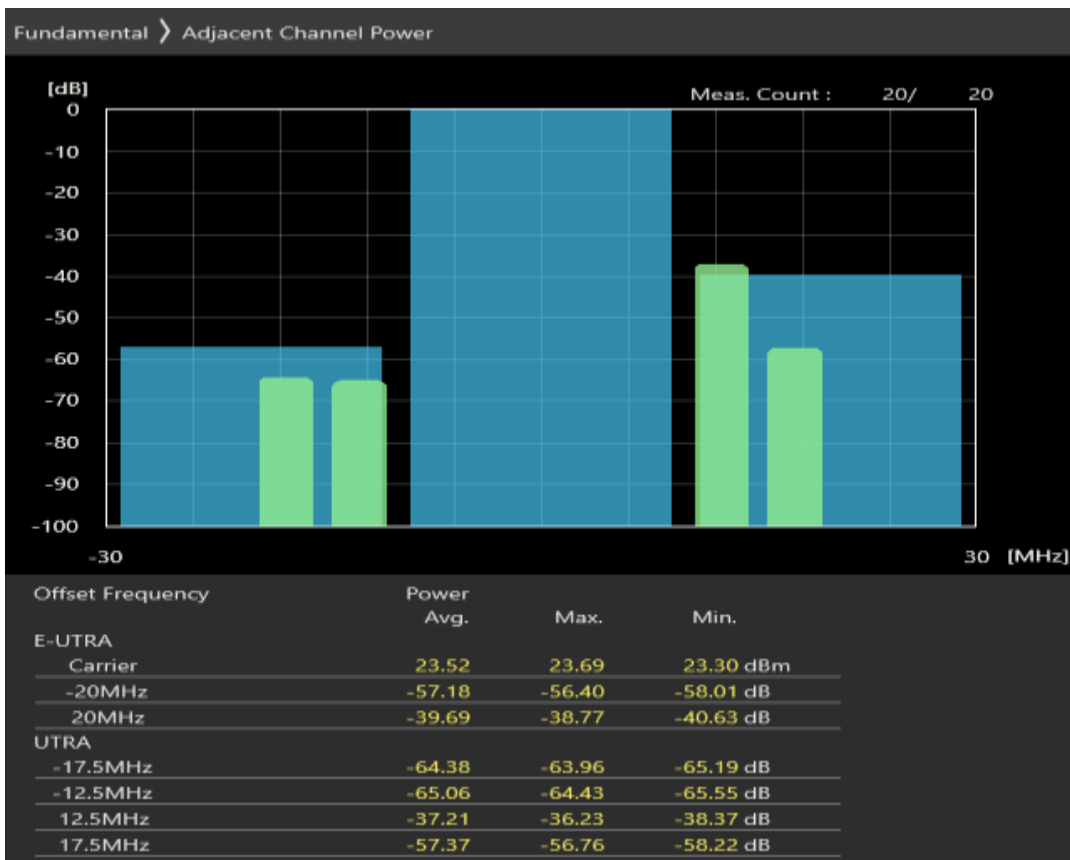 Fundamental ❯ Adjacent Channel Power
[dB]
Meas. Count : 20/ 20
0
-10
-20
-30
-40
-50
-60
-70
-80
-90
-100
-30 30 [MHz]
Offset Frequency Power
Avg. Max. Min.
E-UTRA
Carrier 23.52 23.69 23.30 dBm
-20MHz -57.18 -56.40 -58.01 dB
20MHz -39.69 -38.77 -40.63 dB
UTRA
-17.5MHz -64.38 -63.96 -65.19 dB
-12.5MHz -65.06 -64.43 -65.55 dB
12.5MHz -37.21 -36.23 -38.37 dB
17.5MHz -57.37 -56.76 -58.22 dB